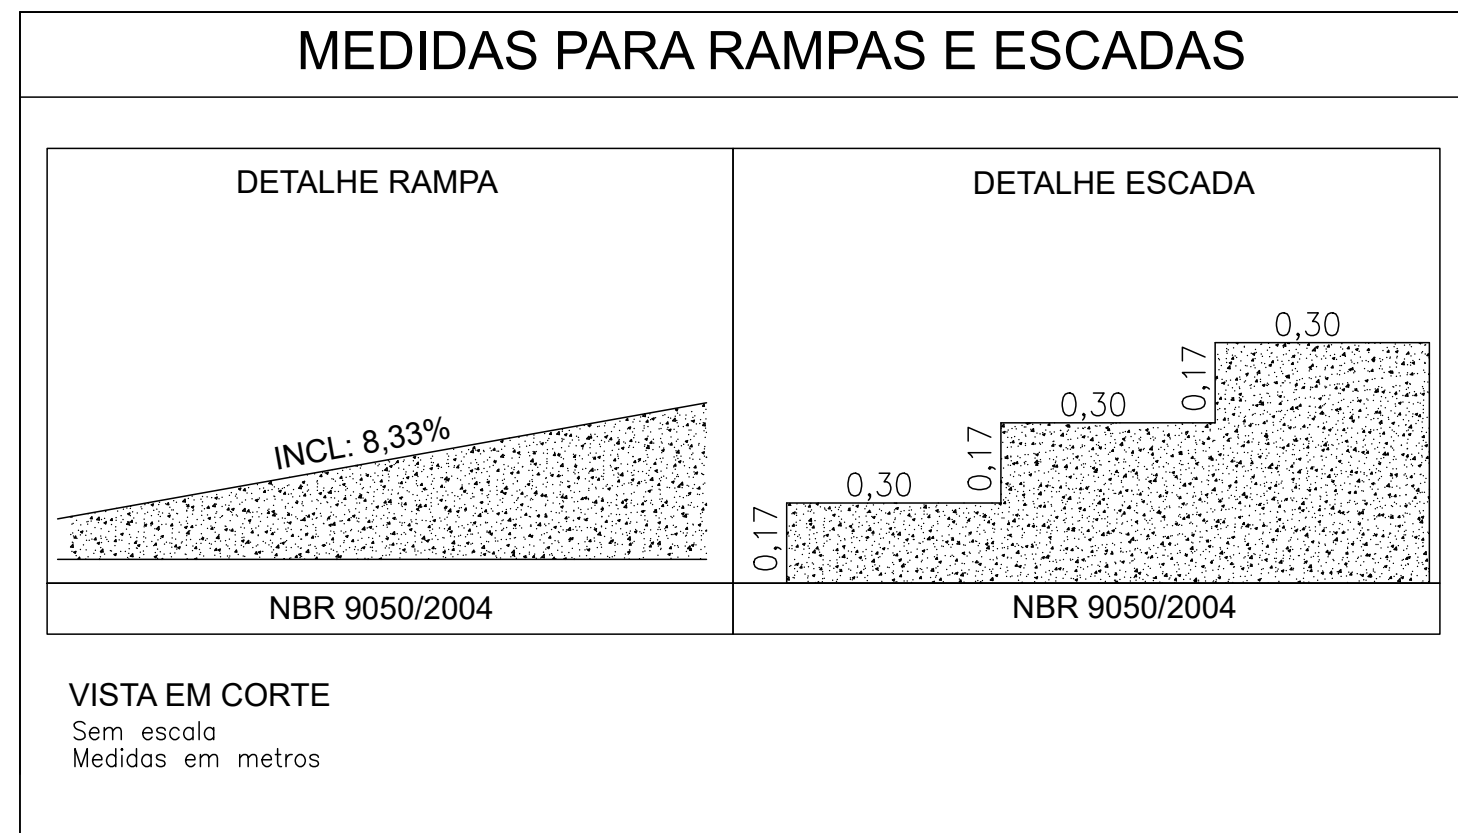 MEDIDAS PARA RAMPAS E ESCADAS
DETALHE RAMPA
INCL: 8,33%
NBR 9050/2004
DETALHE ESCADA
0,30
0,17
0,30
0,17
0,30
0,17
NBR 9050/2004
VISTA EM CORTE
Sem escala
Medidas em metros